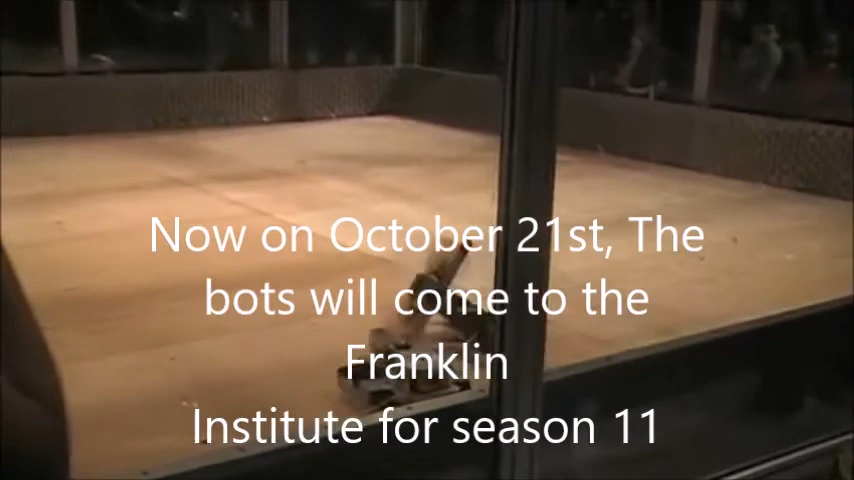 Now on October 21st, The
bots will come to the
Franklin
Institute for season 11